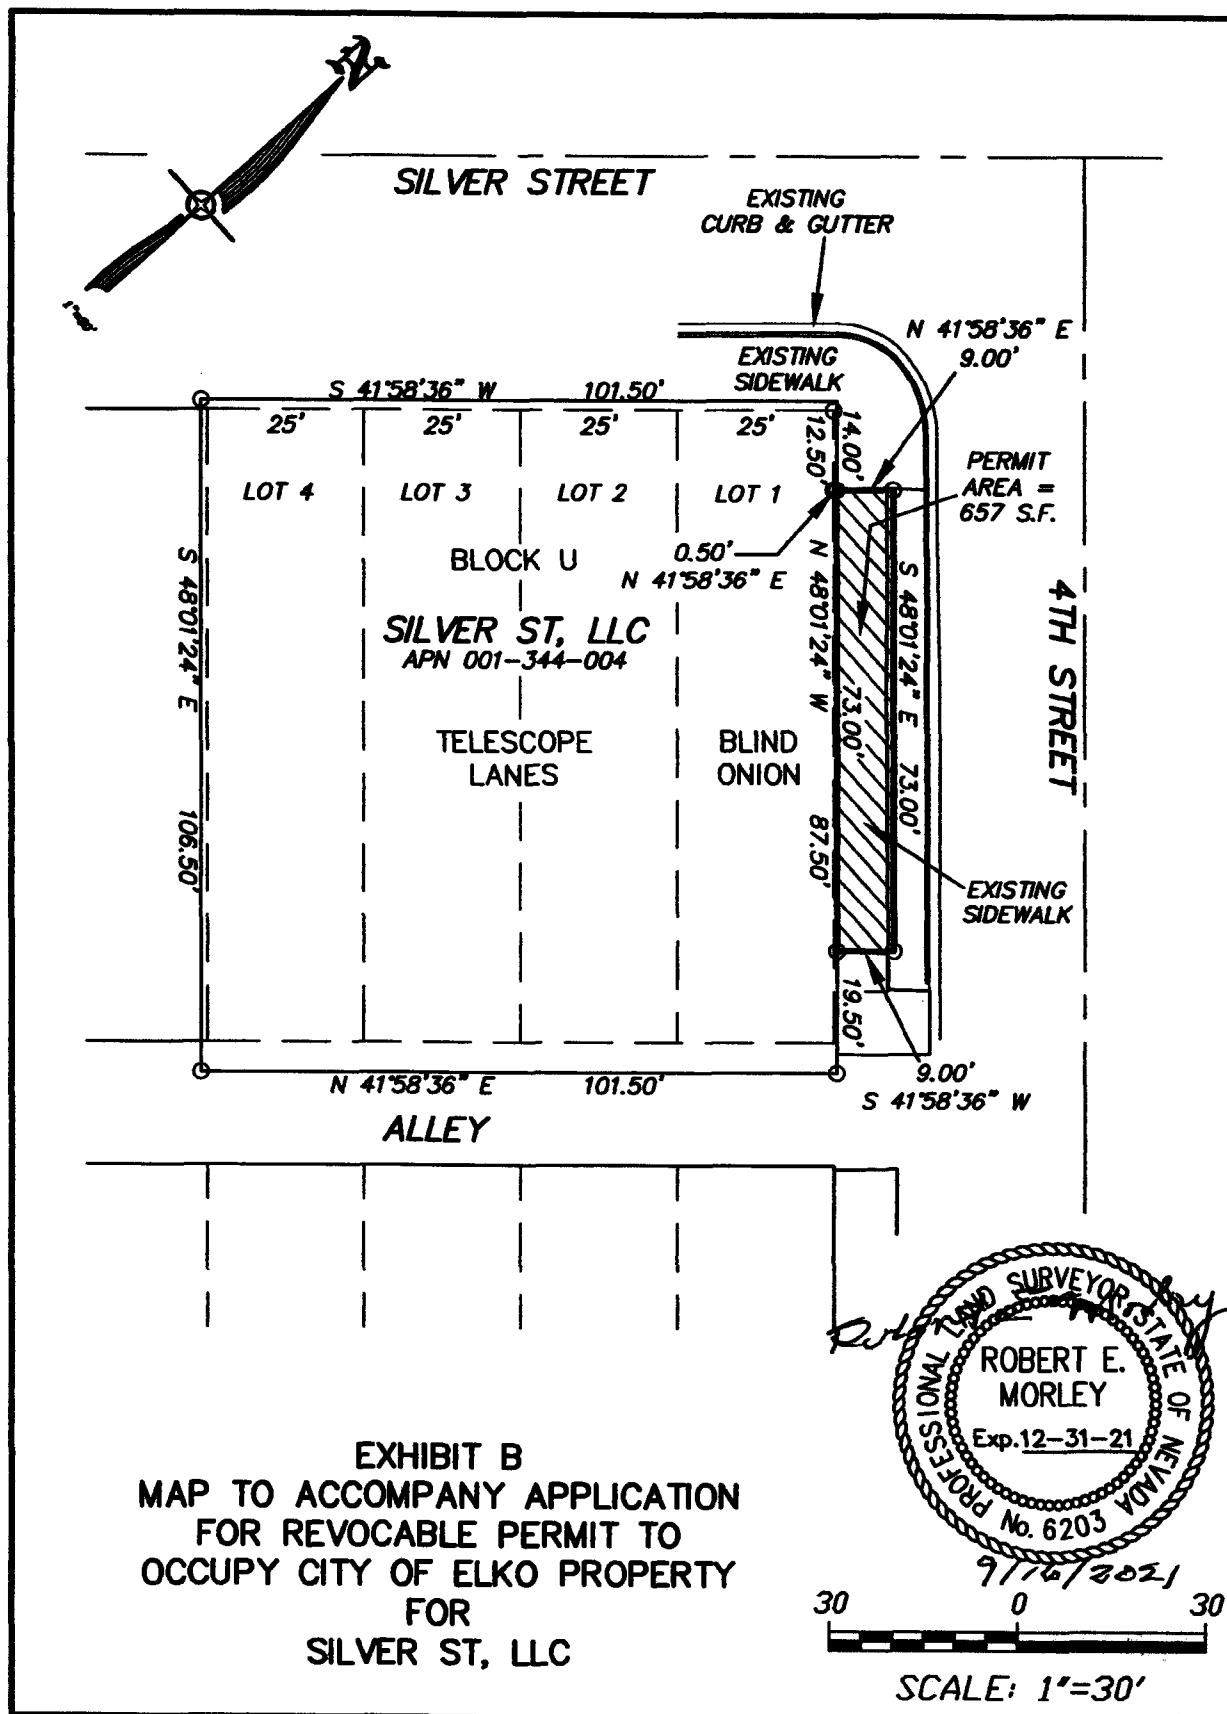 N
SILVER STREET
EXISTING
CURB & GUTTER
N 41°58'36" E
9.00'
EXISTING
SIDEWALK
S 41°58'36" W 101.50'
25' 25' 25' 25'
14.00'
12.50'
LOT 4 LOT 3 LOT 2 LOT 1
PERMIT
AREA =
657 S.F.
BLOCK U
0.50'
N 41°58'36" E
SILVER ST, LLC
APN 001-344-004
S 48°01'24" E 106.50'
N 48°01'24" W 87.50'
73.00'
S 48°01'24" E 73.00'
4TH STREET
TELESCOPE
LANES
BLIND
ONION
EXISTING
SIDEWALK
19.50'
N 41°58'36" E 101.50'
9.00'
S 41°58'36" W
ALLEY
PROFESSIONAL LAND SURVEYOR STATE OF NEVADA
ROBERT E.
MORLEY
Exp. 12-31-21
No. 6203
EXHIBIT B
MAP TO ACCOMPANY APPLICATION
FOR REVOCABLE PERMIT TO
OCCUPY CITY OF ELKO PROPERTY
FOR
SILVER ST, LLC
30 0 30
SCALE: 1"=30'